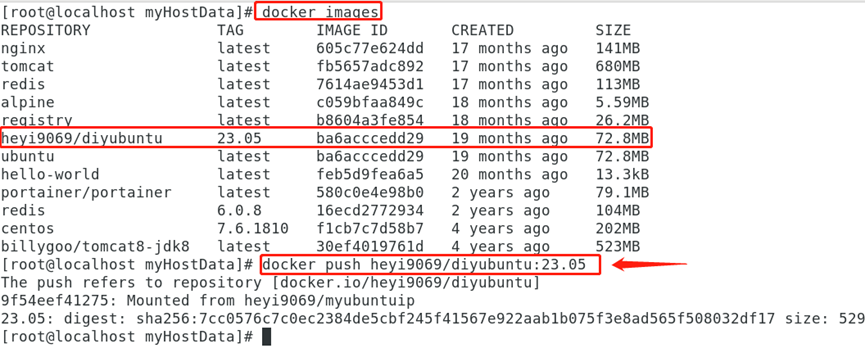 [root@localhost myHostData]# docker images
REPOSITORY TAG IMAGE ID CREATED SIZE
nginx latest 605c77e624dd 17 months ago 141MB
tomcat latest fb5657adc892 17 months ago 680MB
redis latest 7614ae9453d1 17 months ago 113MB
alpine latest c059bfaa849c 18 months ago 5.59MB
registry latest b8604a3fe854 18 months ago 26.2MB
heyi9069/diyubuntu 23.05 ba6acccedd29 19 months ago 72.8MB
ubuntu latest ba6acccedd29 19 months ago 72.8MB
hello-world latest feb5d9fea6a5 20 months ago 13.3kB
portainer/portainer latest 580c0e4e98b0 2 years ago 79.1MB
redis 6.0.8 16ecd2772934 2 years ago 104MB
centos 7.6.1810 f1cb7c7d58b7 4 years ago 202MB
billygoo/tomcat8-jdk8 latest 30ef4019761d 4 years ago 523MB
[root@localhost myHostData]# docker push heyi9069/diyubuntu:23.05
The push refers to repository [docker.io/heyi9069/diyubuntu]
9f54eef41275: Mounted from heyi9069/myubuntuip
23.05: digest: sha256:7cc0576c7c0ec2384de5cbf245f41567e922aab1b075f3e8ad565f508032df17 size: 529
[root@localhost myHostData]#